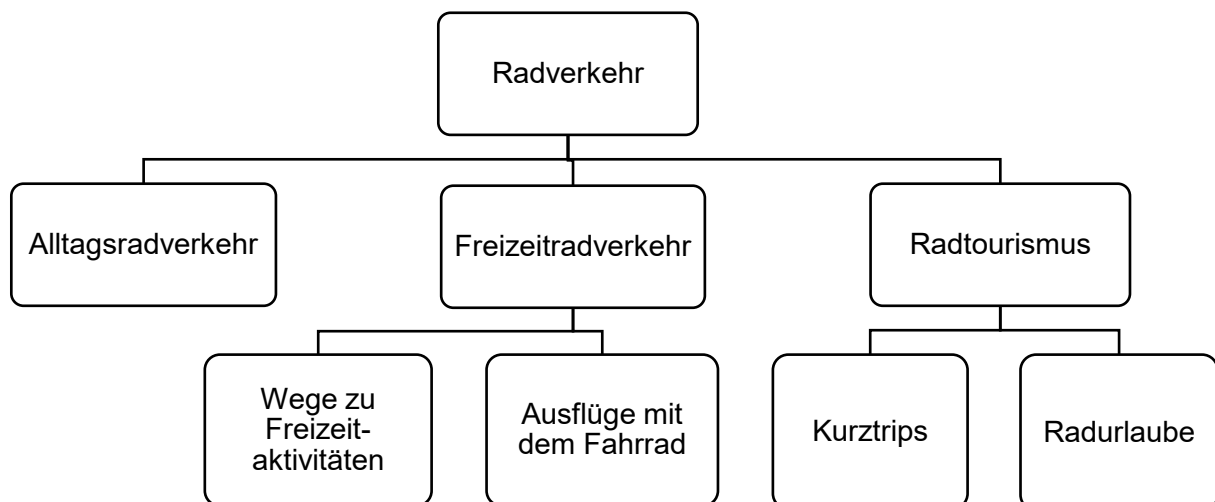 Radverkehr
Alltagsradverkehr
Freizeitradverkehr
Radtourismus
Wege zu
Freizeit-
aktivitäten
Ausflüge mit
dem Fahrrad
Kurztrips
Radurlaube